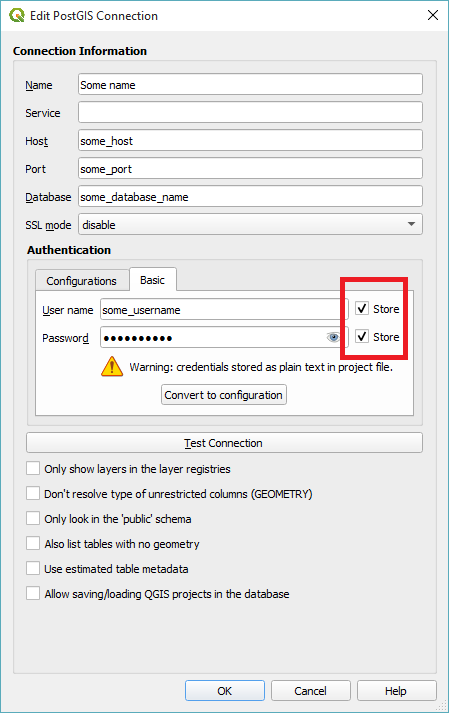 Edit PostGIS Connection
Connection Information
Name Some name
Service
Host some_host
Port some_port
Database some_database_name
SSL mode disable
Authentication
Configurations Basic
User name some_username Store
Password ●●●●●●●●●● Store
Warning: credentials stored as plain text in project file.
Convert to configuration
Test Connection
Only show layers in the layer registries
Don't resolve type of unrestricted columns (GEOMETRY)
Only look in the 'public' schema
Also list tables with no geometry
Use estimated table metadata
Allow saving/loading QGIS projects in the database
OK Cancel Help